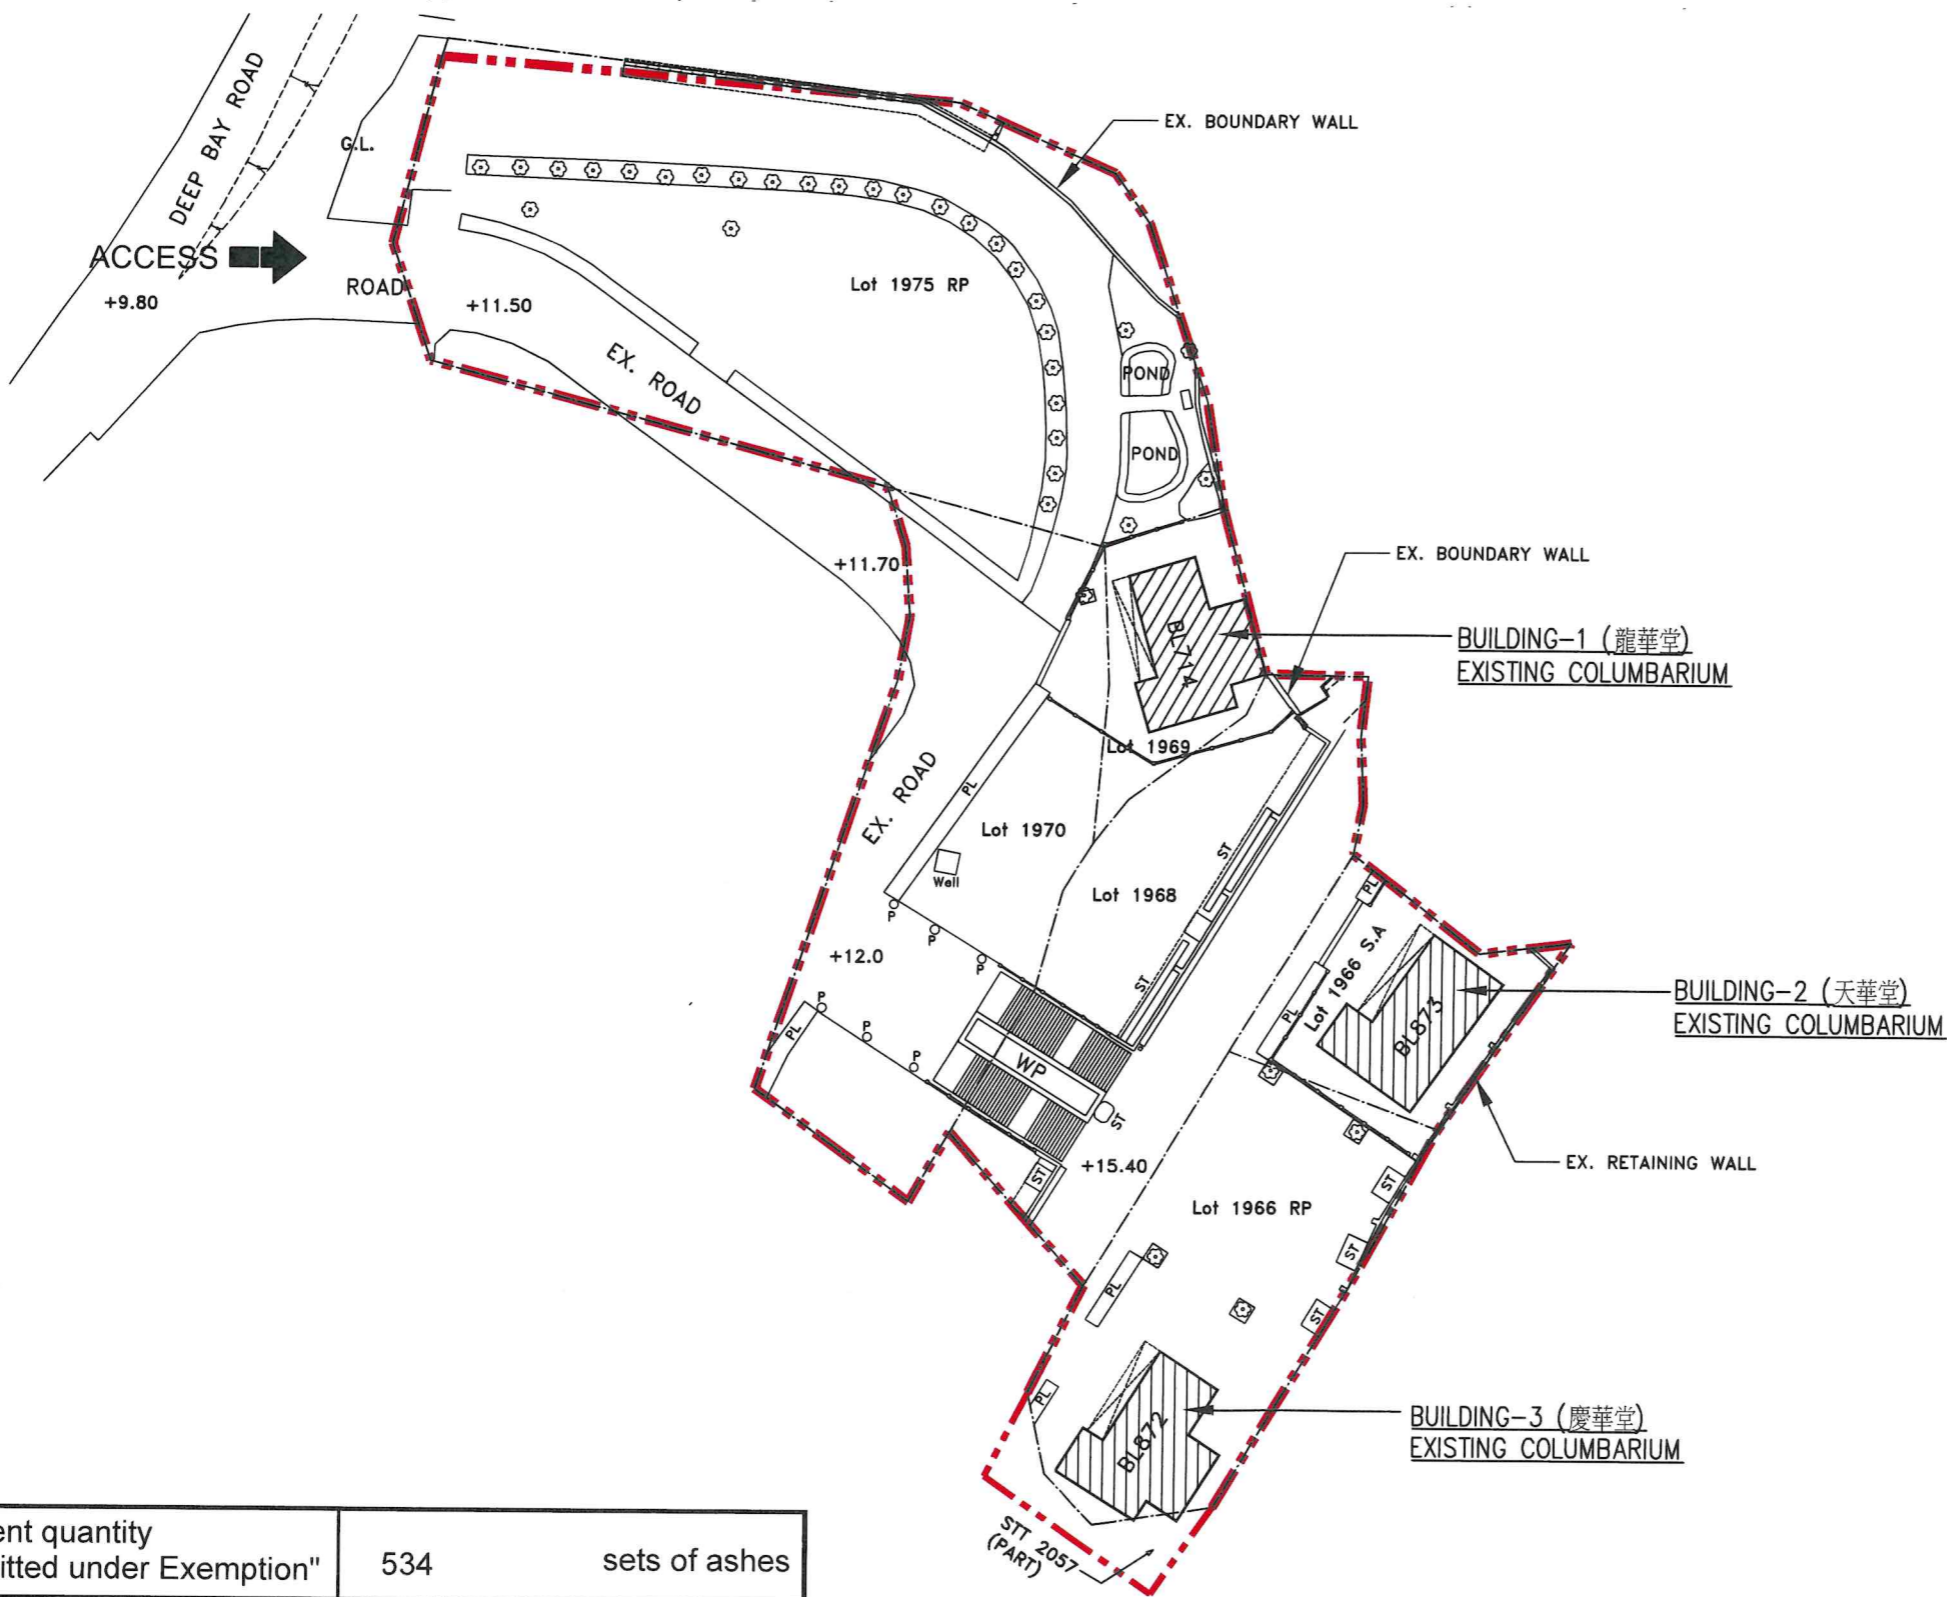 DEEP BAY ROAD
G.L.
EX. BOUNDARY WALL
ACCESS
+9.80
ROAD
+11.50
Lot 1975 RP
EX. ROAD
POND
POND
+11.70
EX. BOUNDARY WALL
BL714
BUILDING-1 (龍華堂)
EXISTING COLUMBARIUM
Lot 1969
EX. ROAD
PL
Lot 1970
Well
ST
Lot 1968
PL
P
P
P
+12.0
ST
Lot 1966 S.A
PL
BL873
BUILDING-2 (天華堂)
EXISTING COLUMBARIUM
P
P
P
PL
WP
ST
EX. RETAINING WALL
+15.40
ST
Lot 1966 RP
ST
ST
ST
PL
PL
BL872
BUILDING-3 (慶華堂)
EXISTING COLUMBARIUM
STT 2057
(PART)
ent quantity
itted under Exemption"
534 sets of ashes